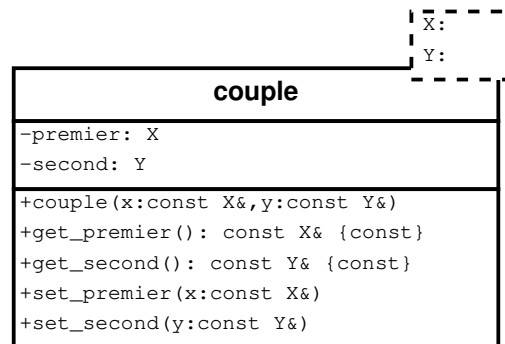 X:
Y:
couple
-premier: X
-second: Y
+couple(x:const X&,y:const Y&)
+get_premier(): const X& {const}
+get_second(): const Y& {const}
+set_premier(x:const X&)
+set_second(y:const Y&)